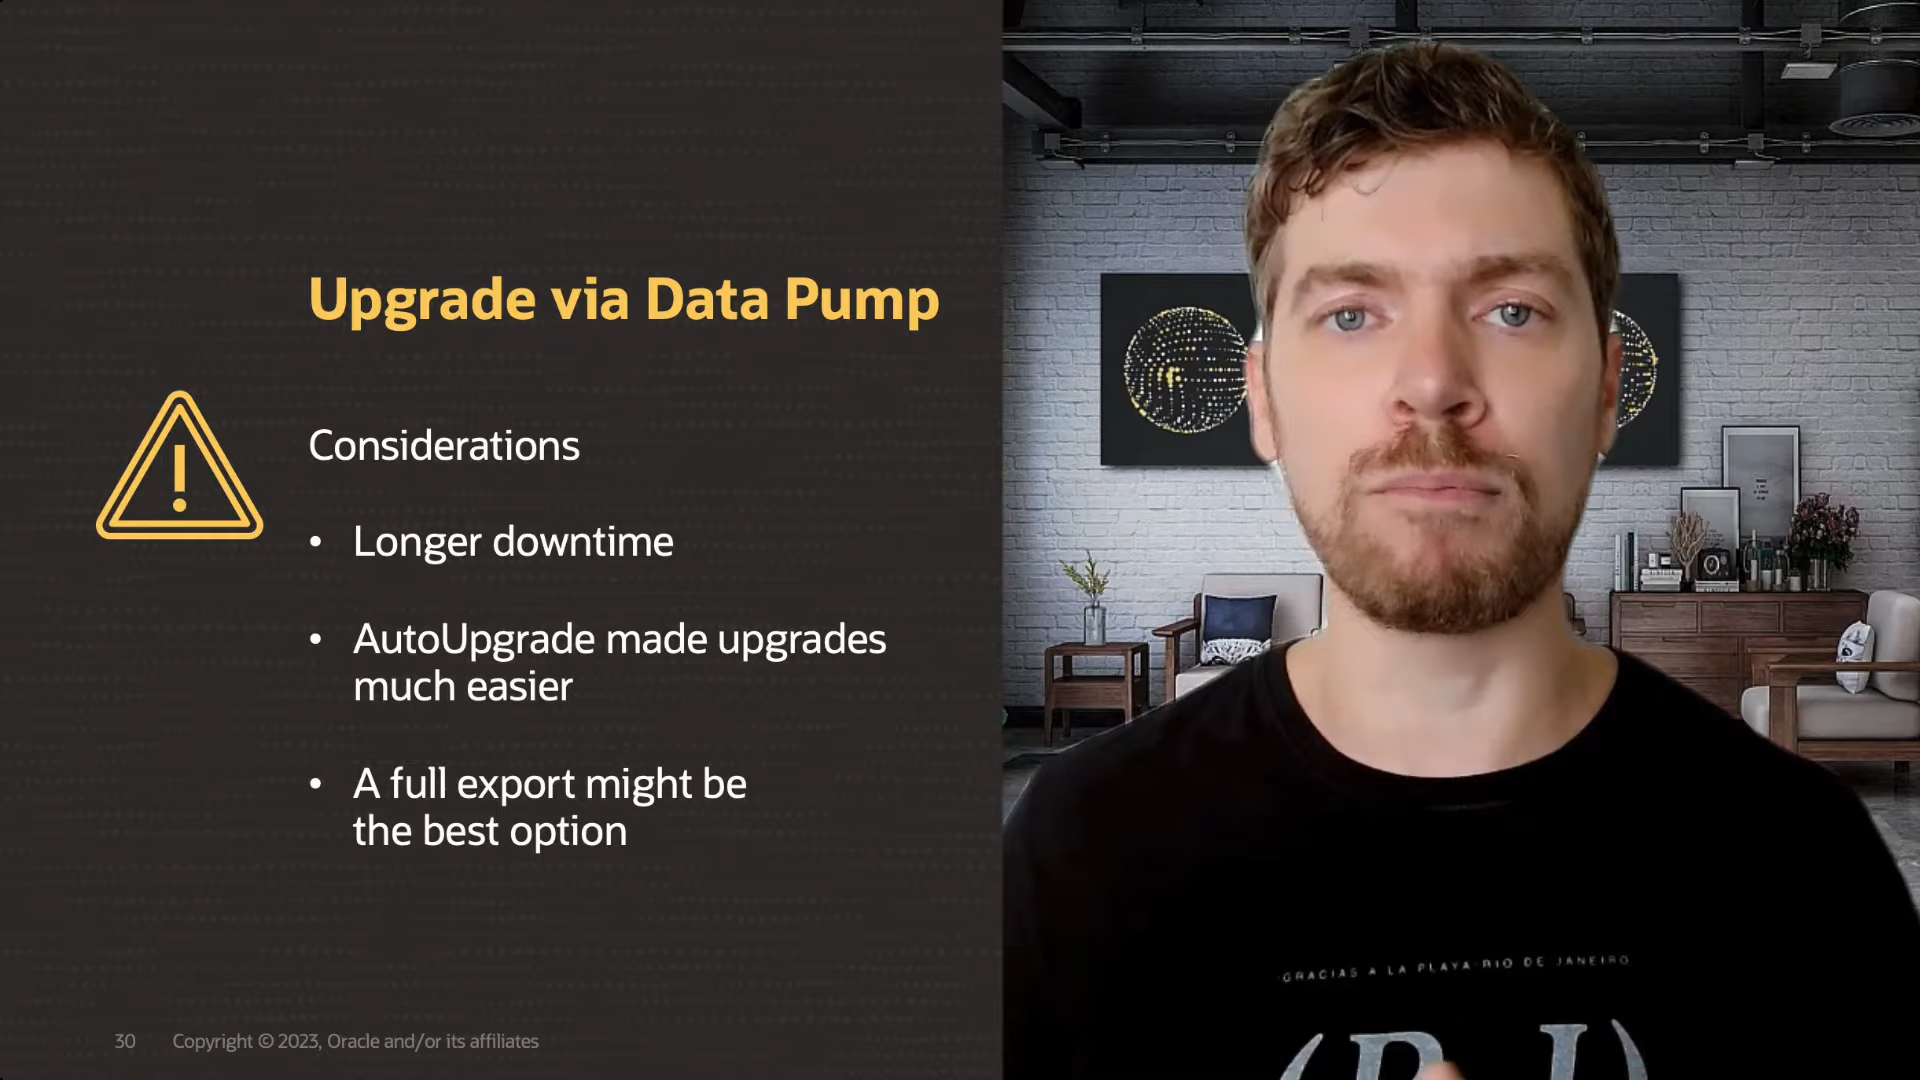 Upgrade via Data Pump
Considerations
• Longer downtime
• AutoUpgrade made upgrades
much easier
• A full export might be
the best option
30 Copyright © 2023, Oracle and/or its affiliates
GRACIAS A LA PLAYA RIO DE JANEIRO